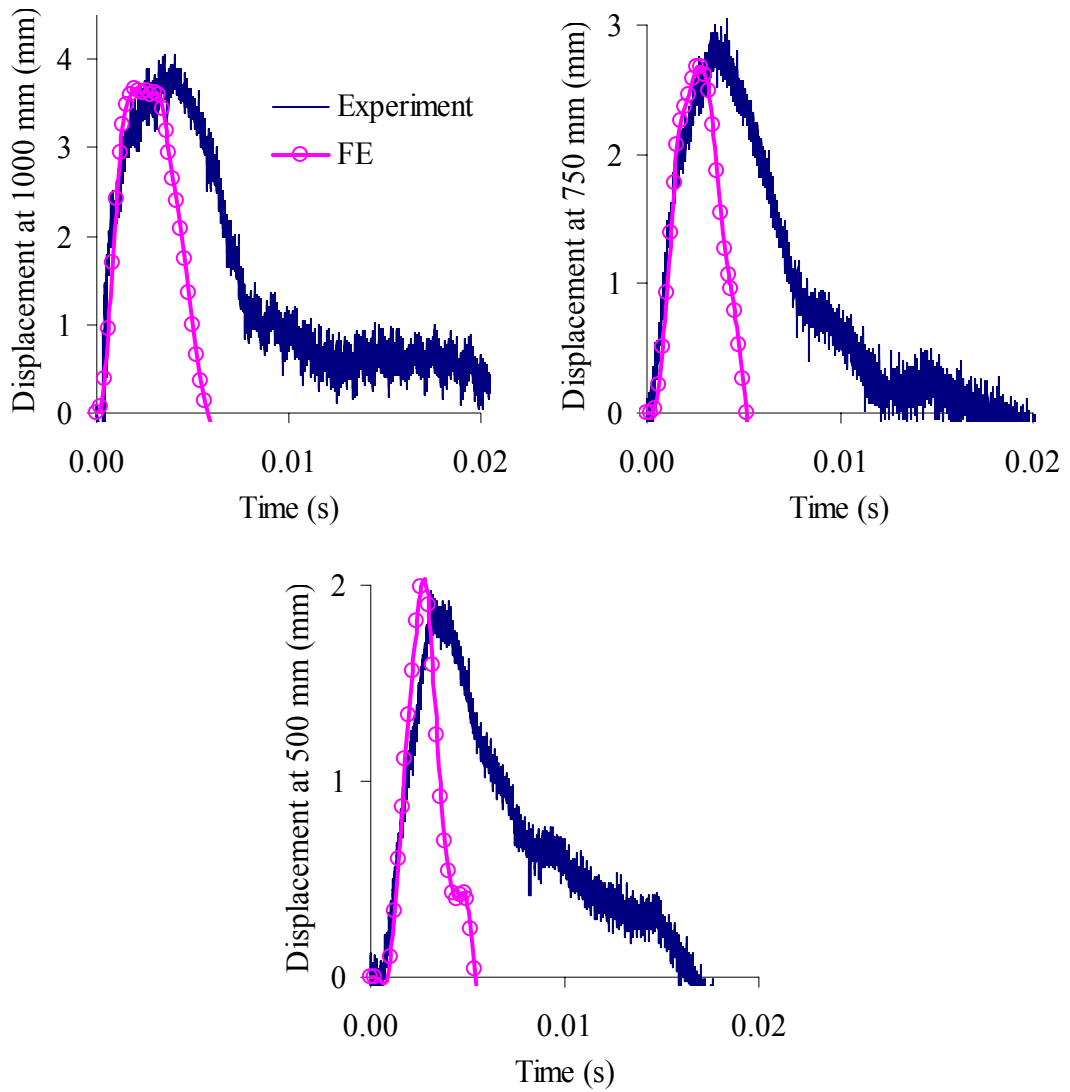 Displacement at 1000 mm (mm)
4
3
2
1
0
0.00
0.01
0.02
Time (s)
Experiment
FE
Displacement at 750 mm (mm)
3
2
1
0
0.00
0.01
0.02
Time (s)
Displacement at 500 mm (mm)
2
1
0
0.00
0.01
0.02
Time (s)